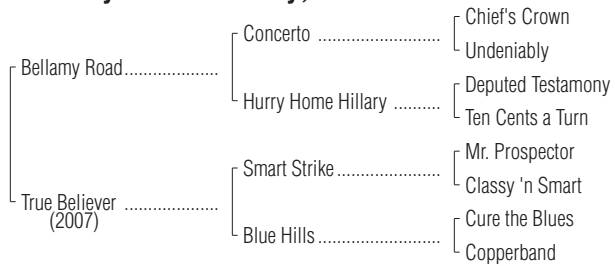 Chief's Crown
Concerto ....................
Undeniably
Bellamy Road...................
Deputed Testamony
Hurry Home Hillary ..........
Ten Cents a Turn
Mr. Prospector
Smart Strike......................
Classy 'n Smart
True Believer ...................
(2007)
Cure the Blues
Blue Hills.........................
Copperband